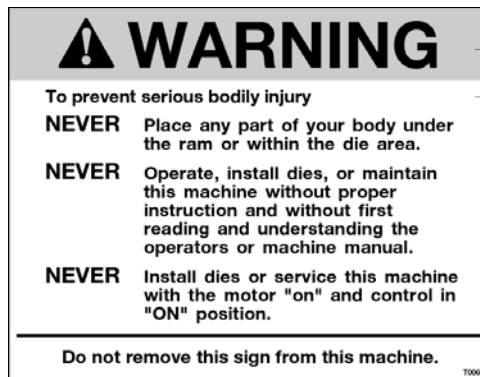 WARNING
To prevent serious bodily injury
NEVER Place any part of your body under
the ram or within the die area.
NEVER Operate, install dies, or maintain
this machine without proper
instruction and without first
reading and understanding the
operators or machine manual.
NEVER Install dies or service this machine
with the motor "on" and control in
"ON" position.
Do not remove this sign from this machine.